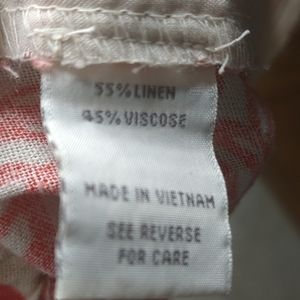 55% LINEN
45% VISCOSE
MADE IN VIETNAM
SEE REVERSE
FOR CARE